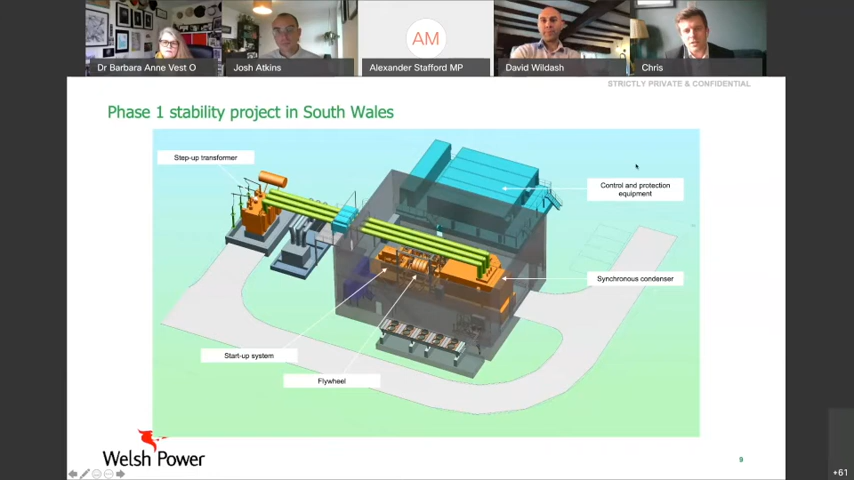 AM
Dr Barbara Anne Vest O
Josh Atkins
Alexander Stafford MP
David Wildash
Chris
STRICTLY PRIVATE & CONFIDENTIAL
Phase 1 stability project in South Wales
Step-up transformer
Control and protection
equipment
Synchronous condenser
Start-up system
Flywheel
Welsh Power
9
+61